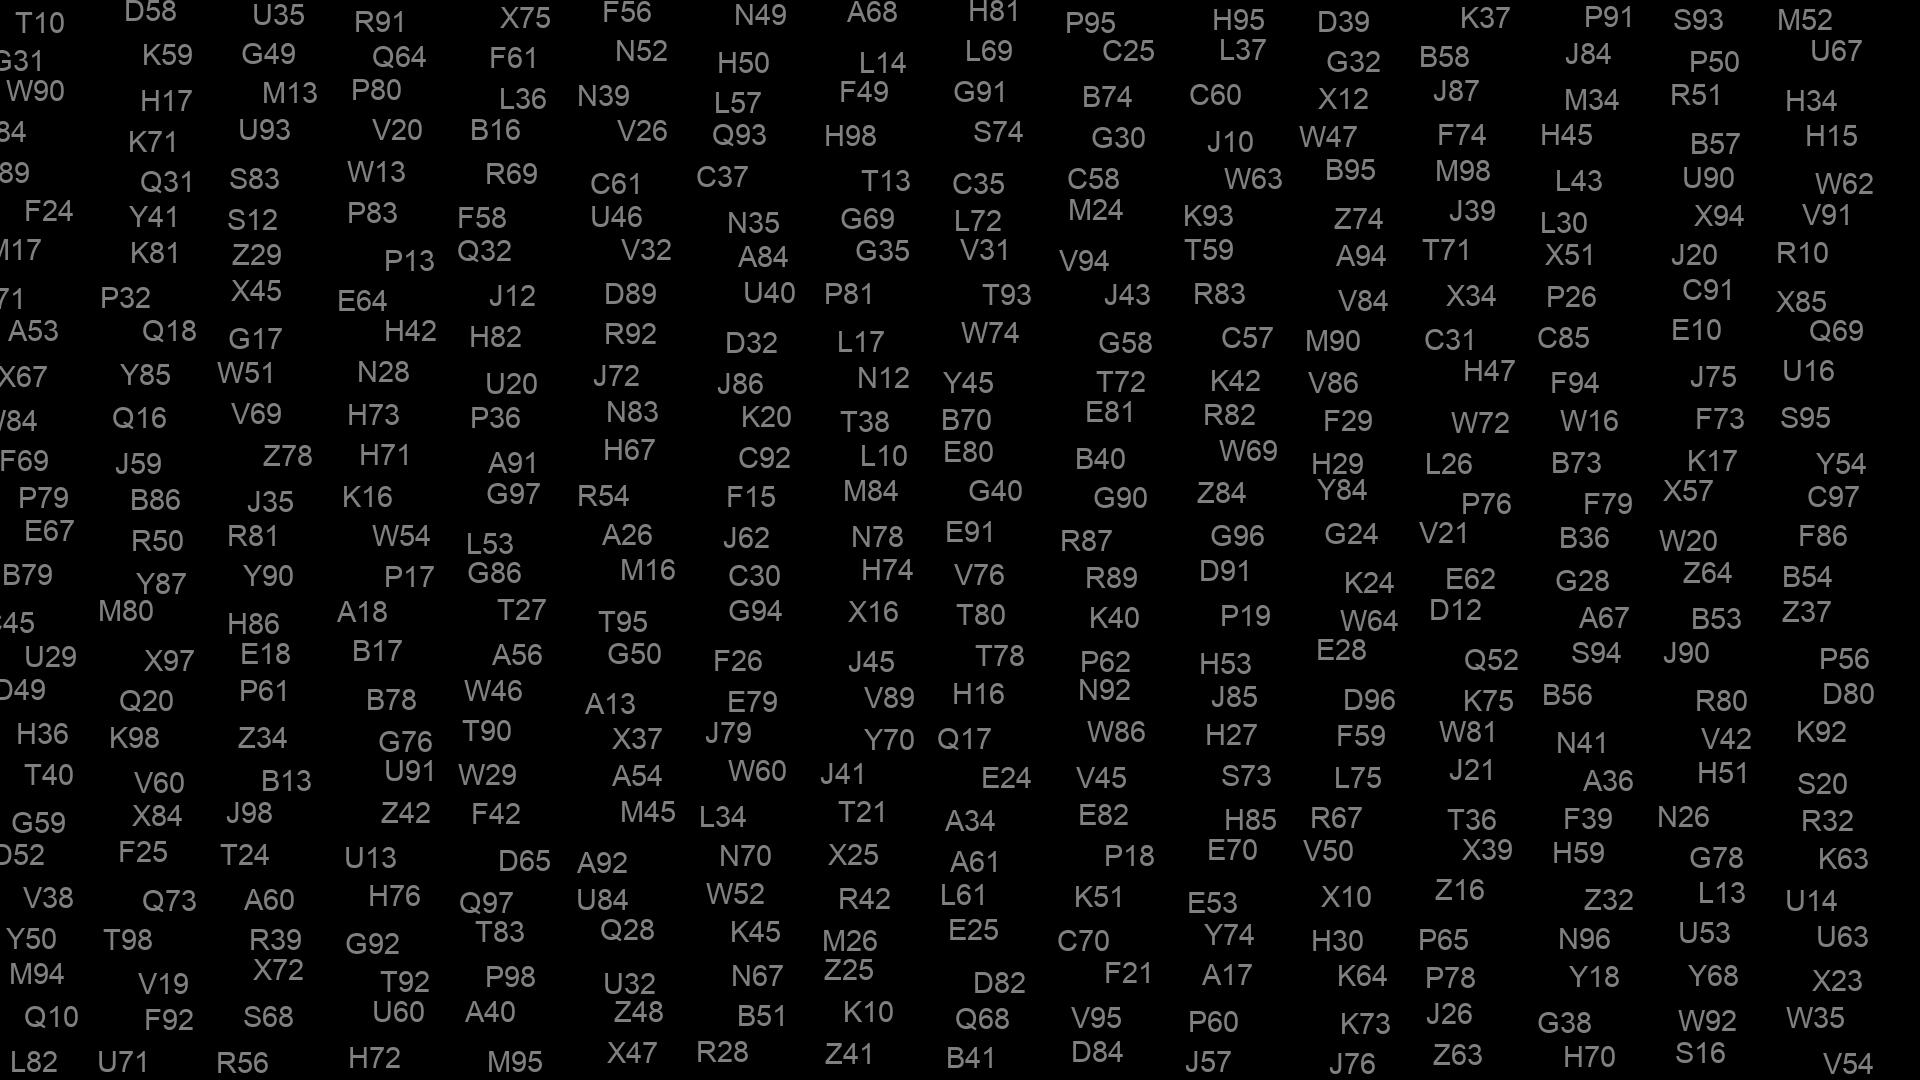 T10 D58 U35 R91 X75 F56 N49 A68 H81 P95 H95 D39 K37 P91 S93 M52
G31 K59 G49 Q64 F61 N52 H50 L14 L69 C25 L37 G32 B58 J84 P50 U67
W90 H17 M13 P80 L36 N39 L57 F49 G91 B74 C60 X12 J87 M34 R51 H34
84 K71 U93 V20 B16 V26 Q93 H98 S74 G30 J10 W47 F74 H45 B57 H15
89 Q31 S83 W13 R69 C61 C37 T13 C35 C58 W63 B95 M98 L43 U90 W62
F24 Y41 S12 P83 F58 U46 N35 G69 L72 M24 K93 Z74 J39 L30 X94 V91
M17 K81 Z29 P13 Q32 V32 A84 G35 V31 V94 T59 A94 T71 X51 J20 R10
71 P32 X45 E64 J12 D89 U40 P81 T93 J43 R83 V84 X34 P26 C91 X85
A53 Q18 G17 H42 H82 R92 D32 L17 W74 G58 C57 M90 C31 C85 E10 Q69
X67 Y85 W51 N28 U20 J72 J86 N12 Y45 T72 K42 V86 H47 F94 J75 U16
W84 Q16 V69 H73 P36 N83 K20 T38 B70 E81 R82 F29 W72 W16 F73 S95
F69 J59 Z78 H71 A91 H67 C92 L10 E80 B40 W69 H29 L26 B73 K17 Y54
P79 B86 J35 K16 G97 R54 F15 M84 G40 G90 Z84 Y84 P76 F79 X57 C97
E67 R50 R81 W54 L53 A26 J62 N78 E91 R87 G96 G24 V21 B36 W20 F86
B79 Y87 Y90 P17 G86 M16 C30 H74 V76 R89 D91 K24 E62 G28 Z64 B54
45 M80 H86 A18 T27 T95 G94 X16 T80 K40 P19 W64 D12 A67 B53 Z37
U29 X97 E18 B17 A56 G50 F26 J45 T78 P62 H53 E28 Q52 S94 J90 P56
D49 Q20 P61 B78 W46 A13 E79 V89 H16 N92 J85 D96 K75 B56 R80 D80
H36 K98 Z34 G76 T90 X37 J79 Y70 Q17 W86 H27 F59 W81 N41 V42 K92
T40 V60 B13 U91 W29 A54 W60 J41 E24 V45 S73 L75 J21 A36 H51 S20
G59 X84 J98 Z42 F42 M45 L34 T21 A34 E82 H85 R67 T36 F39 N26 R32
D52 F25 T24 U13 D65 A92 N70 X25 A61 P18 E70 V50 X39 H59 G78 K63
V38 Q73 A60 H76 Q97 U84 W52 R42 L61 K51 E53 X10 Z16 Z32 L13 U14
Y50 T98 R39 G92 T83 Q28 K45 M26 E25 C70 Y74 H30 P65 N96 U53 U63
M94 V19 X72 T92 P98 U32 N67 Z25 D82 F21 A17 K64 P78 Y18 Y68 X23
Q10 F92 S68 U60 A40 Z48 B51 K10 Q68 V95 P60 K73 J26 G38 W92 W35
L82 U71 R56 H72 M95 X47 R28 Z41 B41 D84 J57 J76 Z63 H70 S16 V54